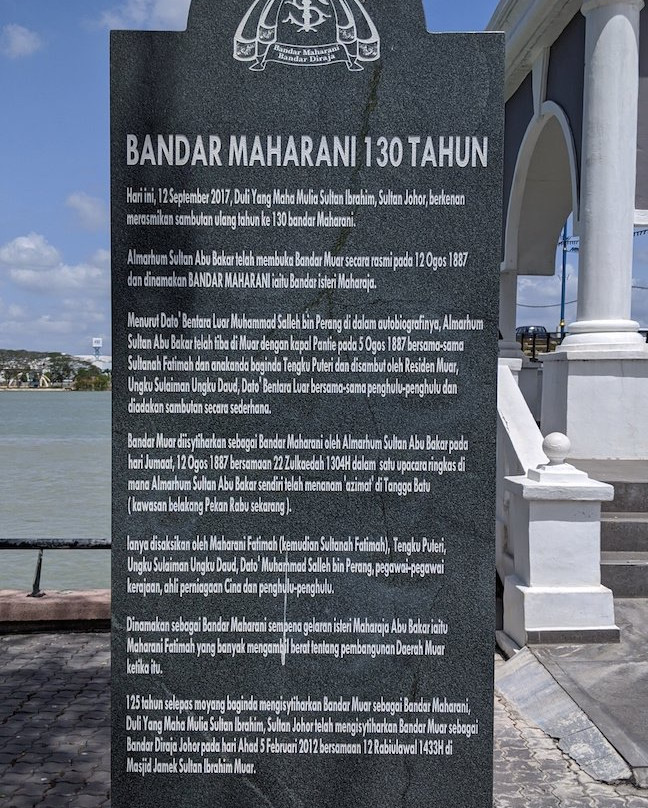 Bandar Maharani
Bandar Diraja
BANDAR MAHARANI 130 TAHUN
Hari ini, 12 September 2017, Duli Yang Maha Mulia Sultan Ibrahim, Sultan Johor, berkenan
merasmikan sambutan ulang tahun ke 130 bandar Maharani.
Almarhum Sultan Abu Bakar telah membuka Bandar Muar secara rasmi pada 12 Ogos 1887
dan dinamakan BANDAR MAHARANI iaitu Bandar isteri Maharaja.
Menurut Dato' Bentara Luar Muhammad Salleh bin Perang di dalam autobiografinya, Almarhum
Sultan Abu Bakar telah tiba di Muar dengan kapal Pantie pada 5 Ogos 1887 bersama-sama
Sultanah Fatimah dan anakanda baginda Tengku Puteri dan disambut oleh Residen Muar,
Ungku Sulaiman Ungku Daud, Dato' Bentara Luar bersama-sama penghulu-penghulu dan
diadakan sambutan secara sederhana.
Bandar Muar diisytiharkan sebagai Bandar Maharani oleh Almarhum Sultan Abu Bakar pada
hari Jumaat, 12 Ogos 1887 bersamaan 22 Zulkaedah 1304H dalam satu upacara ringkas di
mana Almarhum Sultan Abu Bakar sendiri telah menanam 'azimat' di Tangga Batu
( kawasan belakang Pekan Rabu sekarang ).
Ianya disaksikan oleh Maharani Fatimah (kemudian Sultanah Fatimah), Tengku Puteri,
Ungku Sulaiman Ungku Daud, Dato' Muhammad Salleh bin Perang, pegawai-pegawai
kerajaan, ahli perniagaan Cina dan penghulu-penghulu.
Dinamakan sebagai Bandar Maharani sempena gelaran isteri Maharaja Abu Bakar iaitu
Maharani Fatimah yang banyak mengambil berat tentang pembangunan Daerah Muar
ketika itu.
125 tahun selepas moyang baginda mengisytiharkan Bandar Muar sebagai Bandar Maharani,
Duli Yang Maha Mulia Sultan Ibrahim, Sultan Johor telah mengisytiharkan Bandar Muar sebagai
Bandar Diraja Johor pada hari Ahad 5 Februari 2012 bersamaan 12 Rabiulawal 1433H di
Masjid Jamek Sultan Ibrahim Muar.